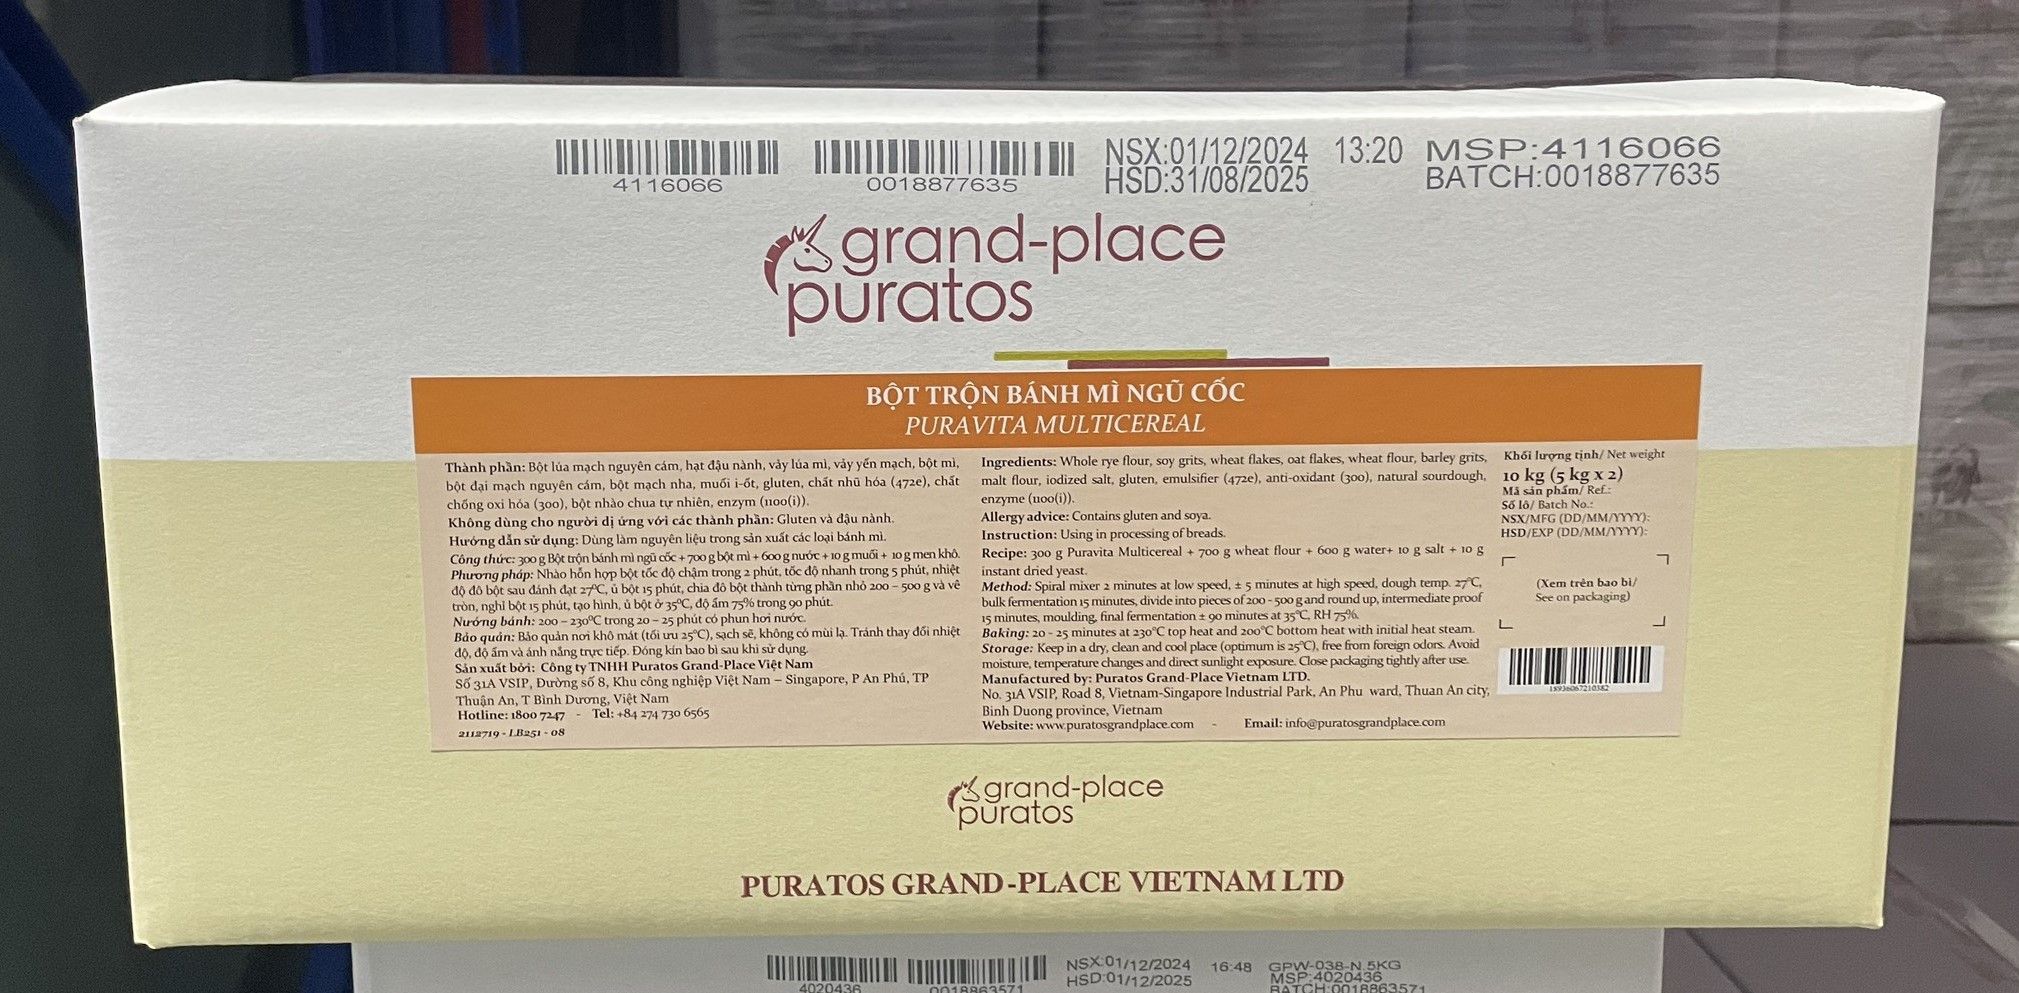 4116066
0018877635
NSX:01/12/2024 13:20 MSP:4116066
HSD:31/08/2025 BATCH:0018877635
grand-place
puratos
BỘT TRỘN BÁNH MÌ NGŨ CỐC
PURAVITA MULTICEREAL
Thành phần: Bột lúa mạch nguyên cám, hạt đậu nành, vảy lúa mì, vảy yến mạch, bột mì,
bột đại mạch nguyên cám, bột mạch nha, muối i-ốt, gluten, chất nhũ hóa (472e), chất
chống oxi hóa (300), bột nhào chua tự nhiên, enzym (1100(i)).
Không dùng cho người dị ứng với các thành phần: Gluten và đậu nành.
Hướng dẫn sử dụng: Dùng làm nguyên liệu trong sản xuất các loại bánh mì.
Công thức: 300 g Bột trộn bánh mì ngũ cốc + 700 g bột mì + 600 g nước + 10 g muối + 10 g men khô.
Phương pháp: Nhào hỗn hợp bột tốc độ chậm trong 2 phút, tốc độ nhanh trong 5 phút, nhiệt
độ đô bột sau đánh đạt 27°C, ủ bột 15 phút, chia đô bột thành từng phần nhỏ 200 – 500 g và vê
tròn, nghỉ bột 15 phút, tạo hình, ủ bột ở 35°C, độ ẩm 75% trong 90 phút.
Nướng bánh: 200 – 230°C trong 20 – 25 phút có phun hơi nước.
Bảo quản: Bảo quản nơi khô mát (tối ưu 25°C), sạch sẽ, không có mùi lạ. Tránh thay đổi nhiệt
độ, độ ẩm và ánh nắng trực tiếp. Đóng kín bao bì sau khi sử dụng.
Sản xuất bởi: Công ty TNHH Puratos Grand-Place Việt Nam
Số 31A VSIP, Đường số 8, Khu công nghiệp Việt Nam – Singapore, P An Phú, TP
Thuận An, T Bình Dương, Việt Nam
Hotline: 1800 7247 - Tel: +84 274 730 6565
2112719 - LB251 - 08
Ingredients: Whole rye flour, soy grits, wheat flakes, oat flakes, wheat flour, barley grits,
malt flour, iodized salt, gluten, emulsifier (472e), anti-oxidant (300), natural sourdough,
enzyme (1100(i)).
Allergy advice: Contains gluten and soya.
Instruction: Using in processing of breads.
Recipe: 300 g Puravita Multicereal + 700 g wheat flour + 600 g water+ 10 g salt + 10 g
instant dried yeast.
Method: Spiral mixer 2 minutes at low speed, ± 5 minutes at high speed, dough temp. 27°C,
bulk fermentation 15 minutes, divide into pieces of 200 - 500 g and round up, intermediate proof
15 minutes, moulding, final fermentation ± 90 minutes at 35°C, RH 75%.
Baking: 20 - 25 minutes at 230°C top heat and 200°C bottom heat with initial heat steam.
Storage: Keep in a dry, clean and cool place (optimum is 25°C), free from foreign odors. Avoid
moisture, temperature changes and direct sunlight exposure. Close packaging tightly after use.
Manufactured by: Puratos Grand-Place Vietnam LTD.
No. 31A VSIP, Road 8, Vietnam-Singapore Industrial Park, An Phu ward, Thuan An city,
Binh Duong province, Vietnam
Website: www.puratosgrandplace.com - Email: info@puratosgrandplace.com
Khối lượng tịnh/ Net weight
10 kg (5 kg x 2)
Mã sản phẩm/ Ref.:
Số lô/ Batch No.:
NSX/MFG (DD/MM/YYYY):
HSD/EXP (DD/MM/YYYY):
(Xem trên bao bì/
See on packaging)
18936067210382
grand-place
puratos
PURATOS GRAND-PLACE VIETNAM LTD
4020436
0018863571
NSX:01/12/2024 16:48 GPW-038-N 5KG
HSD:01/12/2025 MSP:4020436
BATCH:0018863571